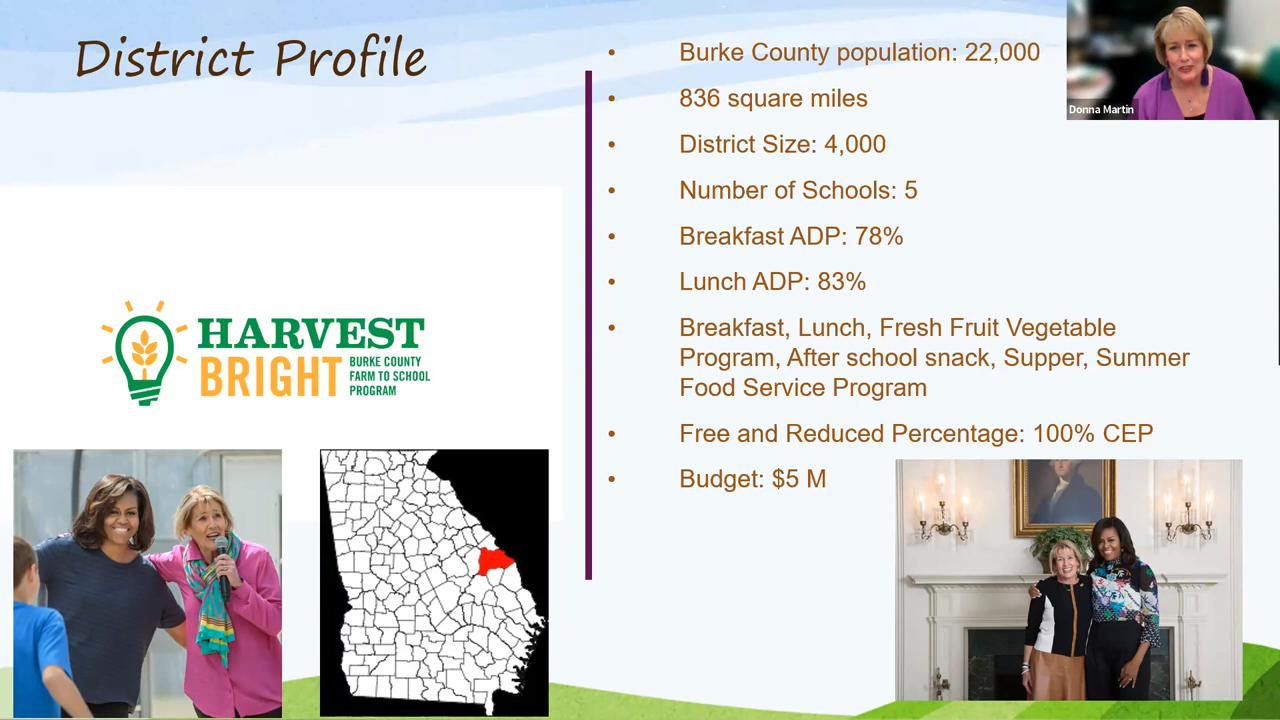 District Profile
• Burke County population: 22,000
• 836 square miles
• District Size: 4,000
• Number of Schools: 5
• Breakfast ADP: 78%
• Lunch ADP: 83%
• Breakfast, Lunch, Fresh Fruit Vegetable
Program, After school snack, Supper, Summer
Food Service Program
• Free and Reduced Percentage: 100% CEP
• Budget: $5 M
Donna Martin
HARVEST
BRIGHT
BURKE COUNTY
FARM TO SCHOOL
PROGRAM